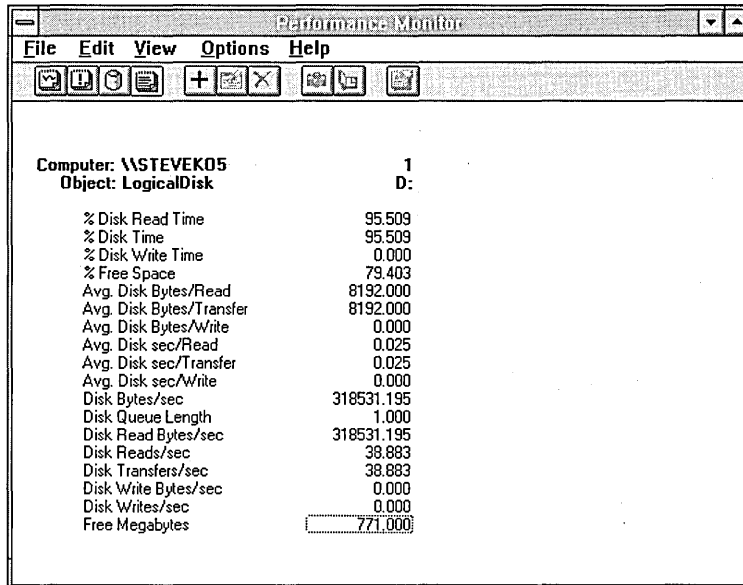 Performance Monitor
File Edit View Options Help
Computer: \\STEVEKO5 1
Object: LogicalDisk D:
% Disk Read Time 95.509
% Disk Time 95.509
% Disk Write Time 0.000
% Free Space 79.403
Avg. Disk Bytes/Read 8192.000
Avg. Disk Bytes/Transfer 8192.000
Avg. Disk Bytes/Write 0.000
Avg. Disk sec/Read 0.025
Avg. Disk sec/Transfer 0.025
Avg. Disk sec/Write 0.000
Disk Bytes/sec 318531.195
Disk Queue Length 1.000
Disk Read Bytes/sec 318531.195
Disk Reads/sec 38.883
Disk Transfers/sec 38.883
Disk Write Bytes/sec 0.000
Disk Writes/sec 0.000
Free Megabytes 771.000